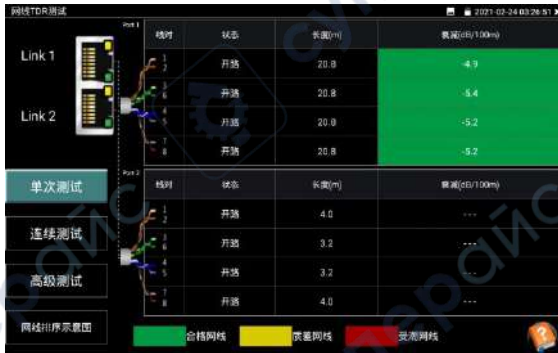 网线TDR测试
2021-02-24 03:26:51
Port 1
线对 状态 长度(m) 衰减(dB/100m)
Link 1
1 2 开路 20.8 -4.9
3 6 开路 20.8 -5.4
Link 2
4 5 开路 20.8 -5.2
7 8 开路 20.8 -5.2
Port 2
单次测试
线对 状态 长度(m) 衰减(dB/100m)
1 2 开路 4.0 ---
连续测试
3 6 开路 3.2 ---
4 5 开路 3.2 ---
高级测试
7 8 开路 4.0 ---
网线排序示意图
合格网线 质差网线 受潮网线